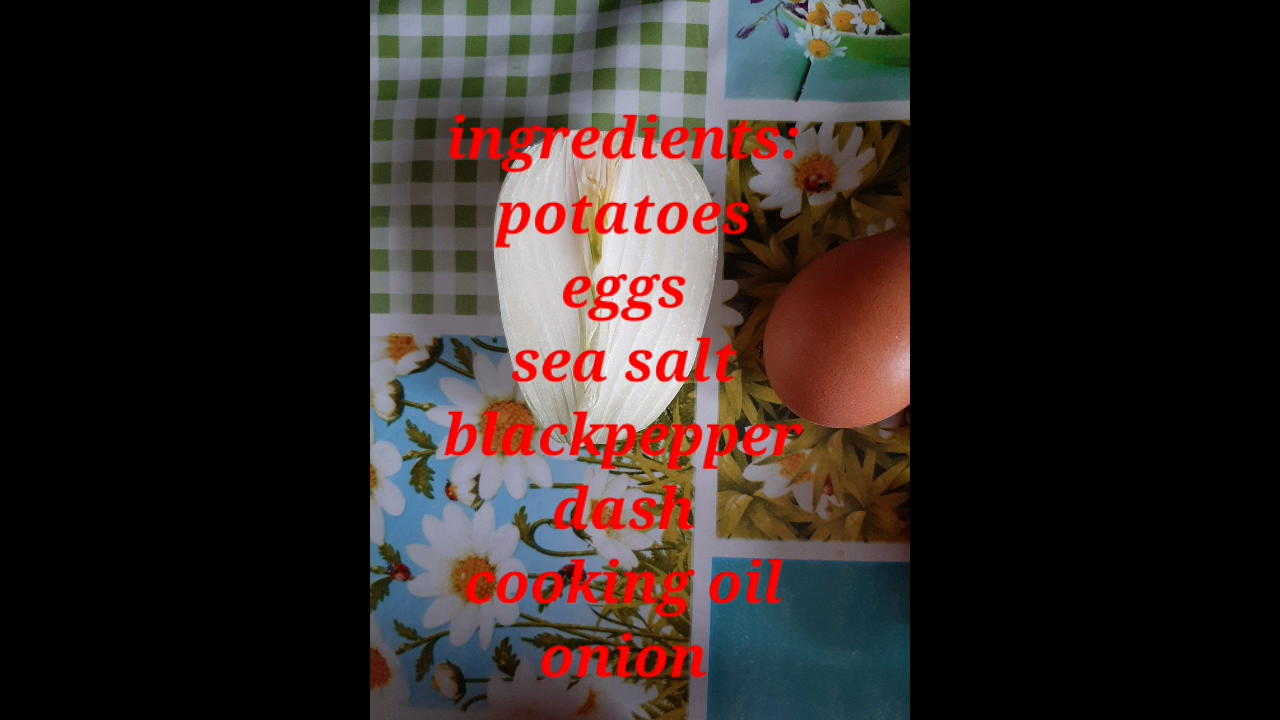 ingredients:
potatoes
eggs
sea salt
blackpepper
dash
cooking oil
onion